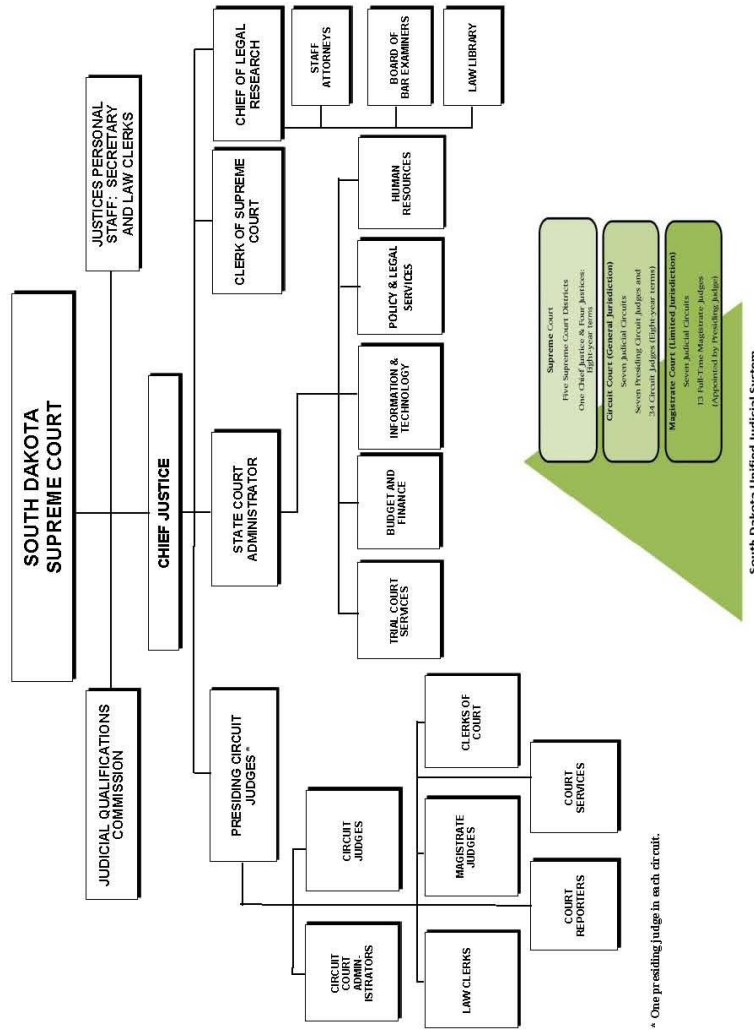 SOUTH DAKOTA
SUPREME COURT
JUDICIAL QUALIFICATIONS
COMMISSION
JUSTICES PERSONAL
STAFF: SECRETARY
AND LAW CLERKS
CHIEF JUSTICE
PRESIDING CIRCUIT
JUDGES *
STATE COURT
ADMINISTRATOR
CLERK OF SUPREME
COURT
CHIEF OF LEGAL
RESEARCH
CIRCUIT
COURT
ADMIN-
ISTRATORS
CIRCUIT
JUDGES
STAFF
ATTORNEYS
BOARD OF
BAR EXAMINERS
LAW LIBRARY
TRIAL COURT
SERVICES
BUDGET AND
FINANCE
INFORMATION &
TECHNOLOGY
POLICY & LEGAL
SERVICES
HUMAN
RESOURCES
LAW CLERKS
MAGISTRATE
JUDGES
CLERKS OF
COURT
COURT
REPORTERS
COURT
SERVICES
Supreme Court
Five Supreme Court Districts
One Chief Justice & Four Justices:
Eight-year terms
Circuit Court (General Jurisdiction)
Seven Judicial Circuits
Seven Presiding Circuit Judges and
34 Circuit Judges (Eight-year terms)
Magistrate Court (Limited Jurisdiction)
Seven Judicial Circuits
13 Full-Time Magistrate Judges
(Appointed by Presiding Judge)
* One presiding judge in each circuit.
South Dakota Unified Judicial System